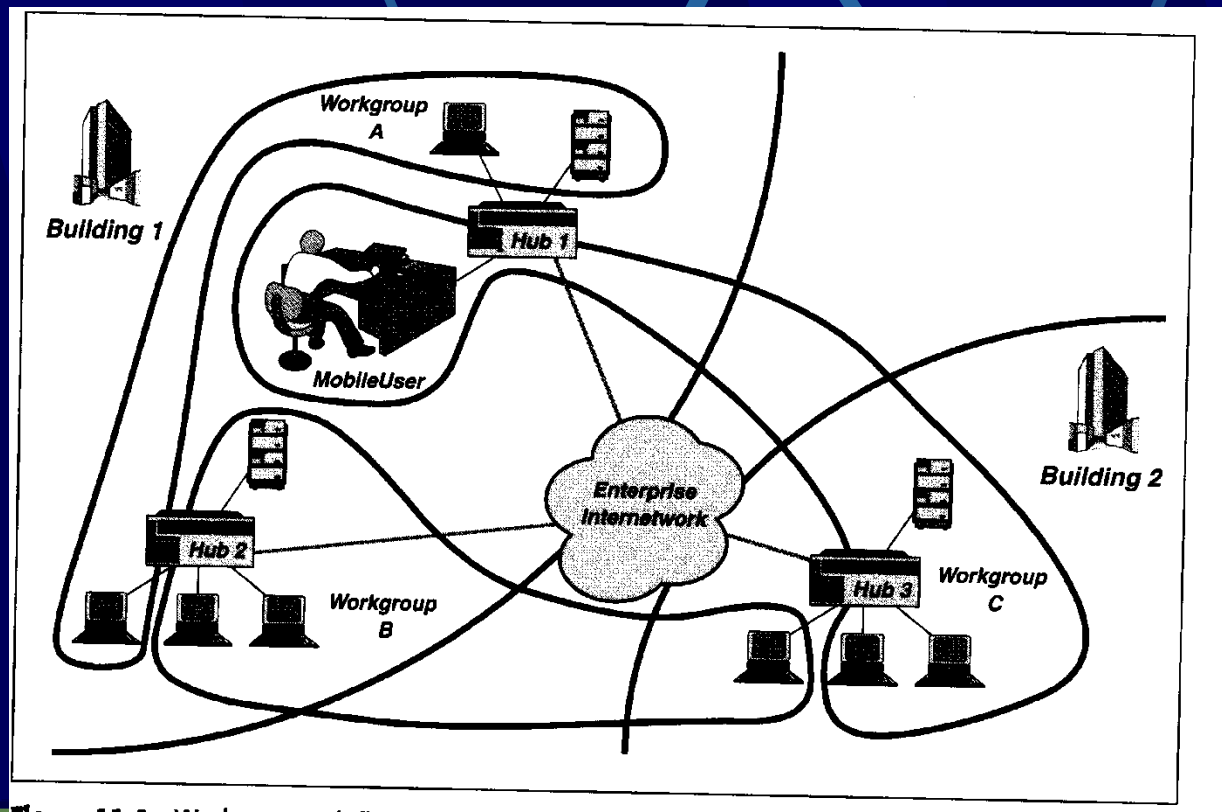 Workgroup
A
Building 1
Hub 1
MobileUser
Enterprise
Internetwork
Building 2
Hub 2
Workgroup
B
Hub 3
Workgroup
C